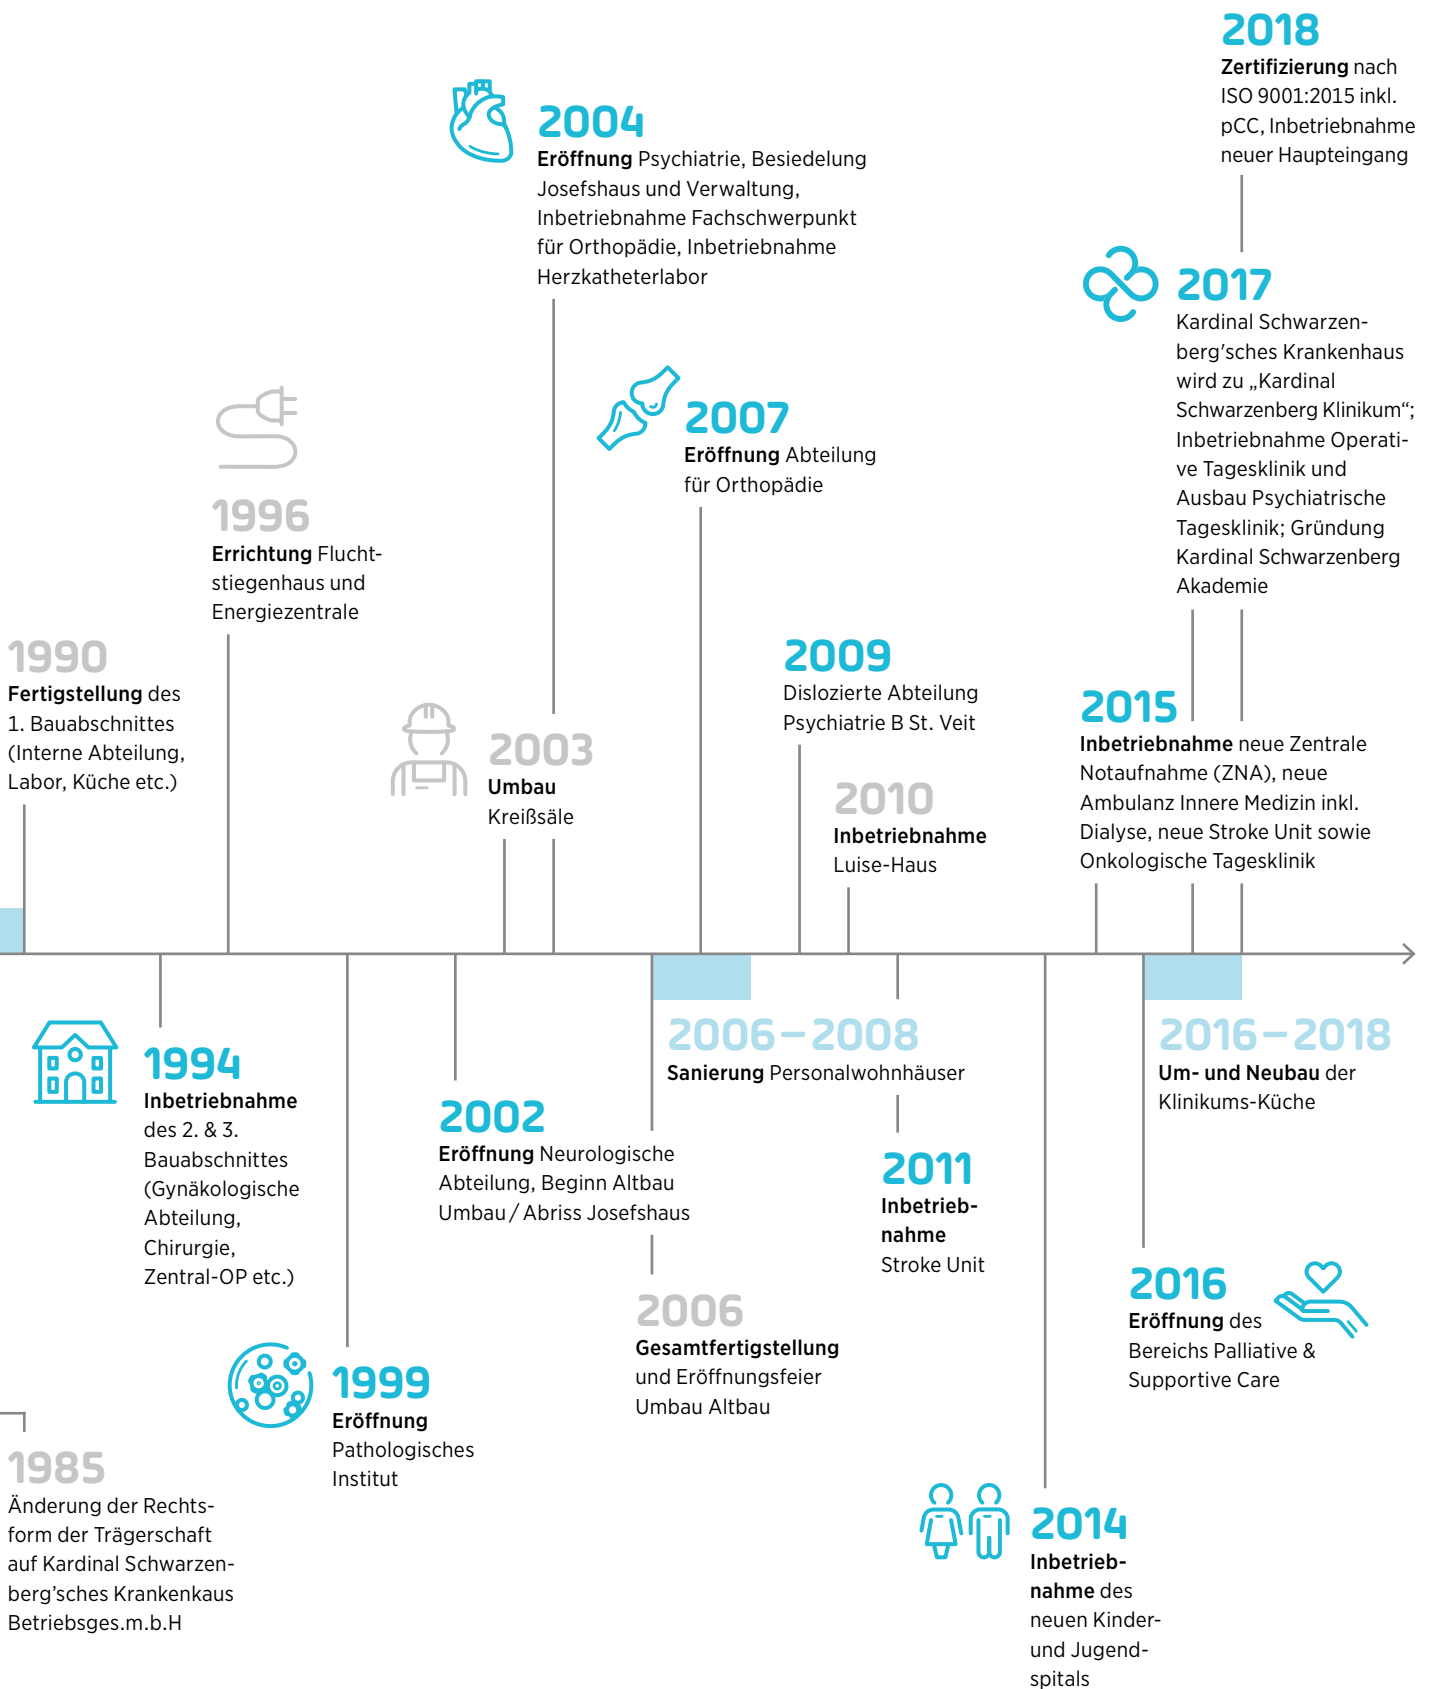 2018
Zertifizierung nach
ISO 9001:2015 inkl.
pCC, Inbetriebnahme
neuer Haupteingang
2004
Eröffnung Psychiatrie, Besiedelung
Josefshaus und Verwaltung,
Inbetriebnahme Fachschwerpunkt
für Orthopädie, Inbetriebnahme
Herzkatheterlabor
2017
Kardinal Schwarzen-
berg'sches Krankenhaus
wird zu „Kardinal
Schwarzenberg Klinikum“;
Inbetriebnahme Operati-
ve Tagesklinik und
Ausbau Psychiatrische
Tagesklinik; Gründung
Kardinal Schwarzenberg
Akademie
2007
Eröffnung Abteilung
für Orthopädie
1996
Errichtung Flucht-
stiegenhaus und
Energiezentrale
1990
Fertigstellung des
1. Bauabschnittes
(Interne Abteilung,
Labor, Küche etc.)
2003
Umbau
Kreißsäle
2009
Dislozierte Abteilung
Psychiatrie B St. Veit
2010
Inbetriebnahme
Luise-Haus
2015
Inbetriebnahme neue Zentrale
Notaufnahme (ZNA), neue
Ambulanz Innere Medizin inkl.
Dialyse, neue Stroke Unit sowie
Onkologische Tagesklinik
1994
Inbetriebnahme
des 2. & 3.
Bauabschnittes
(Gynäkologische
Abteilung,
Chirurgie,
Zentral-OP etc.)
2002
Eröffnung Neurologische
Abteilung, Beginn Altbau
Umbau / Abriss Josefshaus
2006 – 2008
Sanierung Personalwohnhäuser
2011
Inbetrieb-
nahme
Stroke Unit
2016 – 2018
Um- und Neubau der
Klinikums-Küche
2016
Eröffnung des
Bereichs Palliative &
Supportive Care
2006
Gesamtfertigstellung
und Eröffnungsfeier
Umbau Altbau
1999
Eröffnung
Pathologisches
Institut
1985
Änderung der Rechts-
form der Trägerschaft
auf Kardinal Schwarzen-
berg’sches Krankenkaus
Betriebsges.m.b.H
2014
Inbetrieb-
nahme des
neuen Kinder-
und Jugend-
spitals